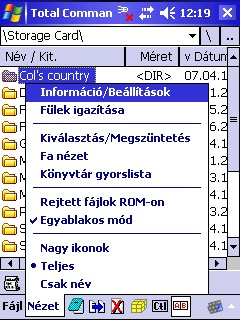 Total Comman 12:19
\Storage Card\ \ ..
Név / Kit. Méret v Dátum
Col's country <DIR> 07.04.1
Információ/Beállítások
Fülek igazítása
Kiválasztás/Megszüntetés
Fa nézet
Könyvtár gyorslista
Rejtett fájlok ROM-on
Egyablakos mód
Nagy ikonok
Teljes
Csak név
Fájl Nézet Ctrl A B